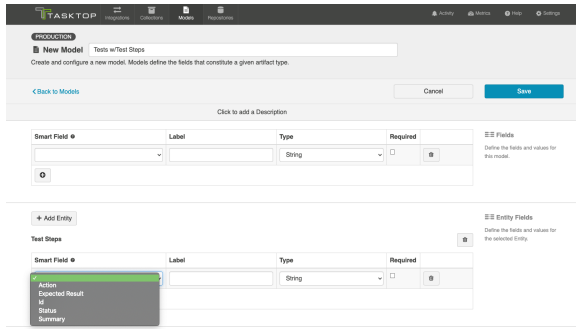 TASKTOP Integrations Collections Models Repositories Activity Metrics Help Settings
PRODUCTION
New Model Tests w/Test Steps
Create and configure a new model. Models define the fields that constitute a given artifact type.
Back to Models Cancel Save
Click to add a Description
Smart Field Label Type Required
String
Fields
Define the fields and values for
this model.
+ Add Entity
Test Steps
Smart Field Label Type Required
String
Action
Expected Result
Id
Status
Summary
Entity Fields
Define the fields and values for
the selected Entity.